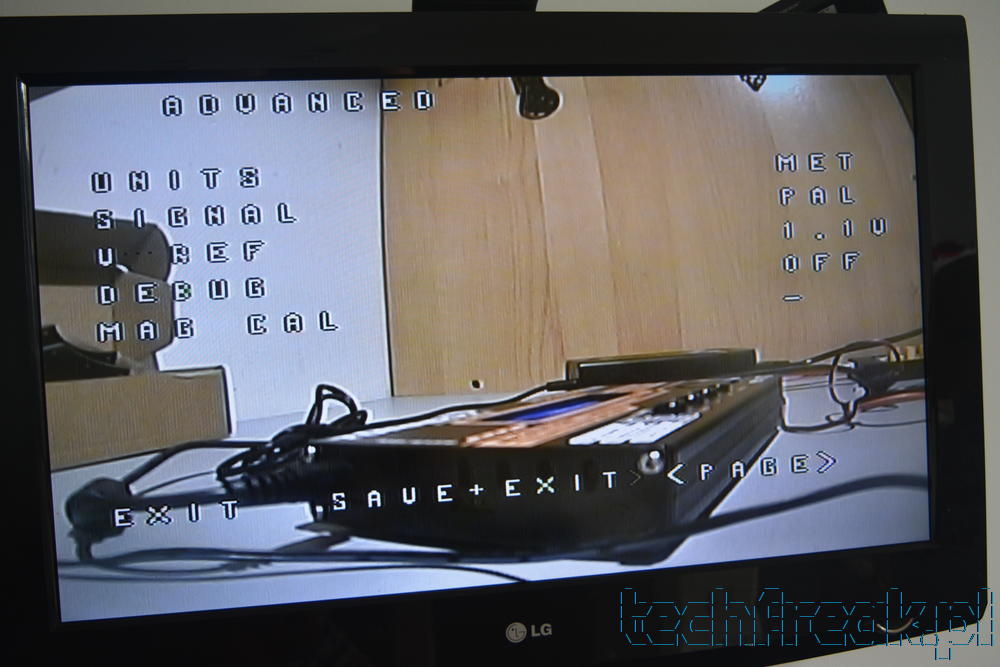 ADVANCED
UNITS MET
SIGNAL PAL
V REF 1.1V
DEBUG OFF
MAG CAL _
EXIT SAVE+EXIT> <PAGE>
LG
techfreak.pl